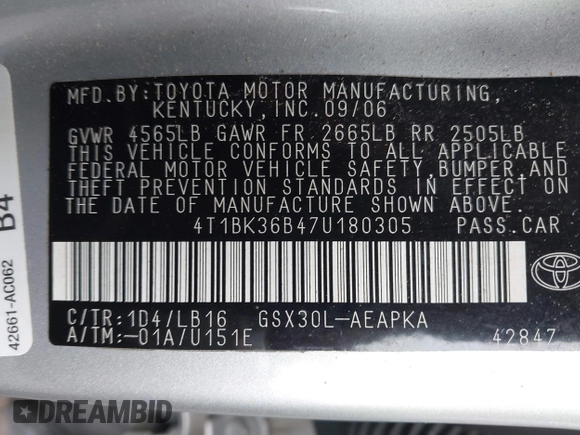 MFD.BY:TOYOTA MOTOR MANUFACTURING,
KENTUCKY,INC.09/06
GVWR 4565LB GAWR FR 2665LB RR 2505LB
THIS VEHICLE CONFORMS TO ALL APPLICABLE
FEDERAL MOTOR VEHICLE SAFETY,BUMPER,AND
THEFT PREVENTION STANDARDS IN EFFECT ON
THE DATE OF MANUFACTURE SHOWN ABOVE.
4T1BK36B47U180305 PASS.CAR
C/TR:1D4/LB16 GSX30L-AEAPKA
A/TM:-01A/U151E 42847
42661-AC062 B4
DREAMBID